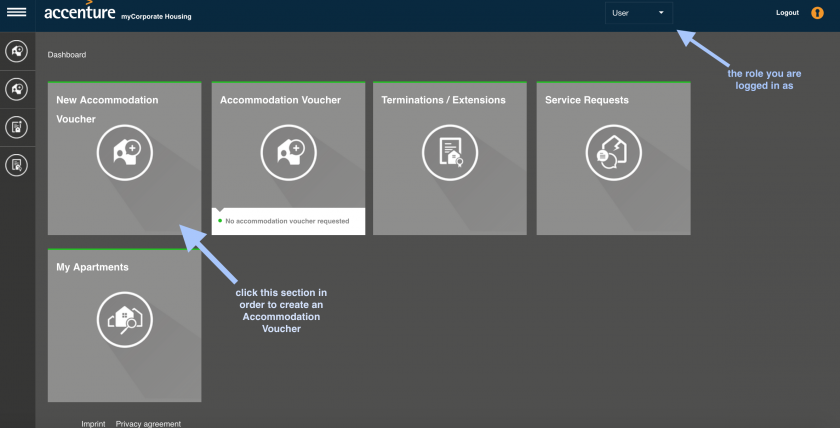 accenture myCorporate Housing
User
Logout
the role you are
logged in as
Dashboard
New Accommodation
Voucher
Accommodation Voucher
No accommodation voucher requested
Terminations / Extensions
Service Requests
click this section in
order to create an
Accommodation
Voucher
My Apartments
Imprint Privacy agreement